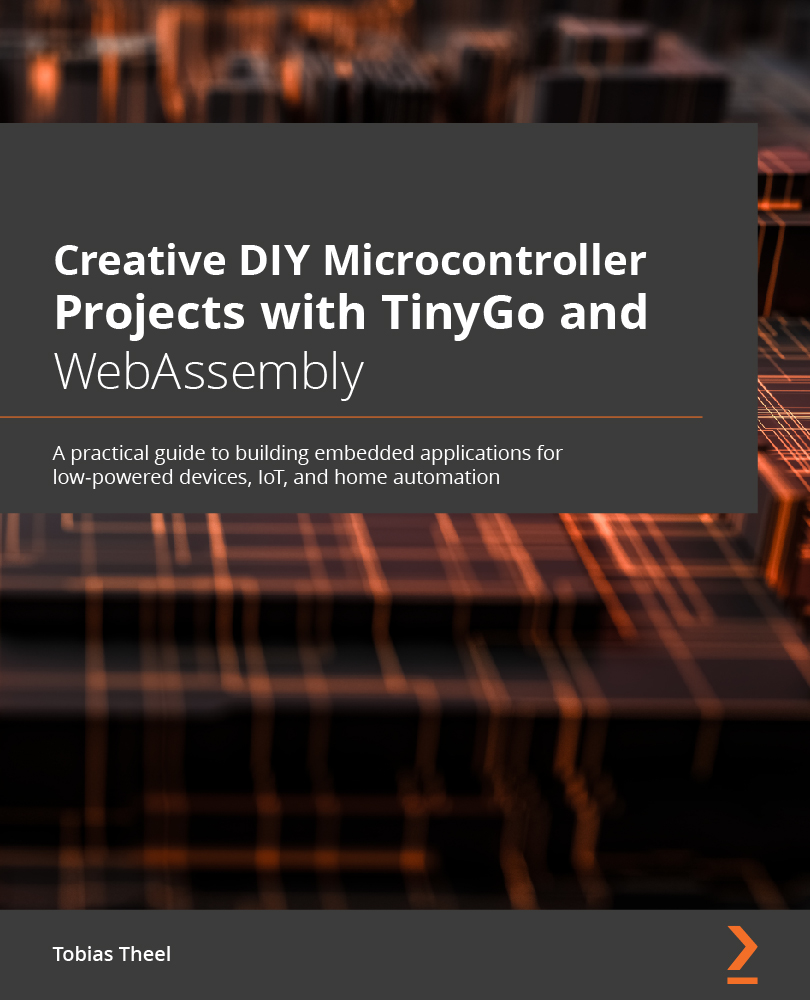 Creative DIY Microcontroller
Projects with TinyGo and
WebAssembly
A practical guide to building embedded applications for
low-powered devices, IoT, and home automation
Tobias Theel